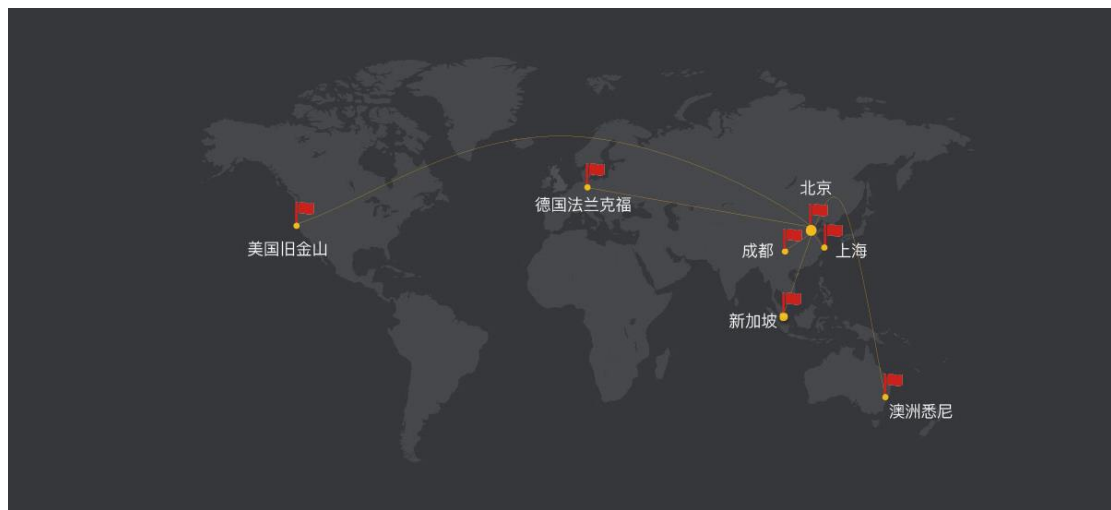 北京
德国法兰克福
美国旧金山
成都
上海
新加坡
澳洲悉尼